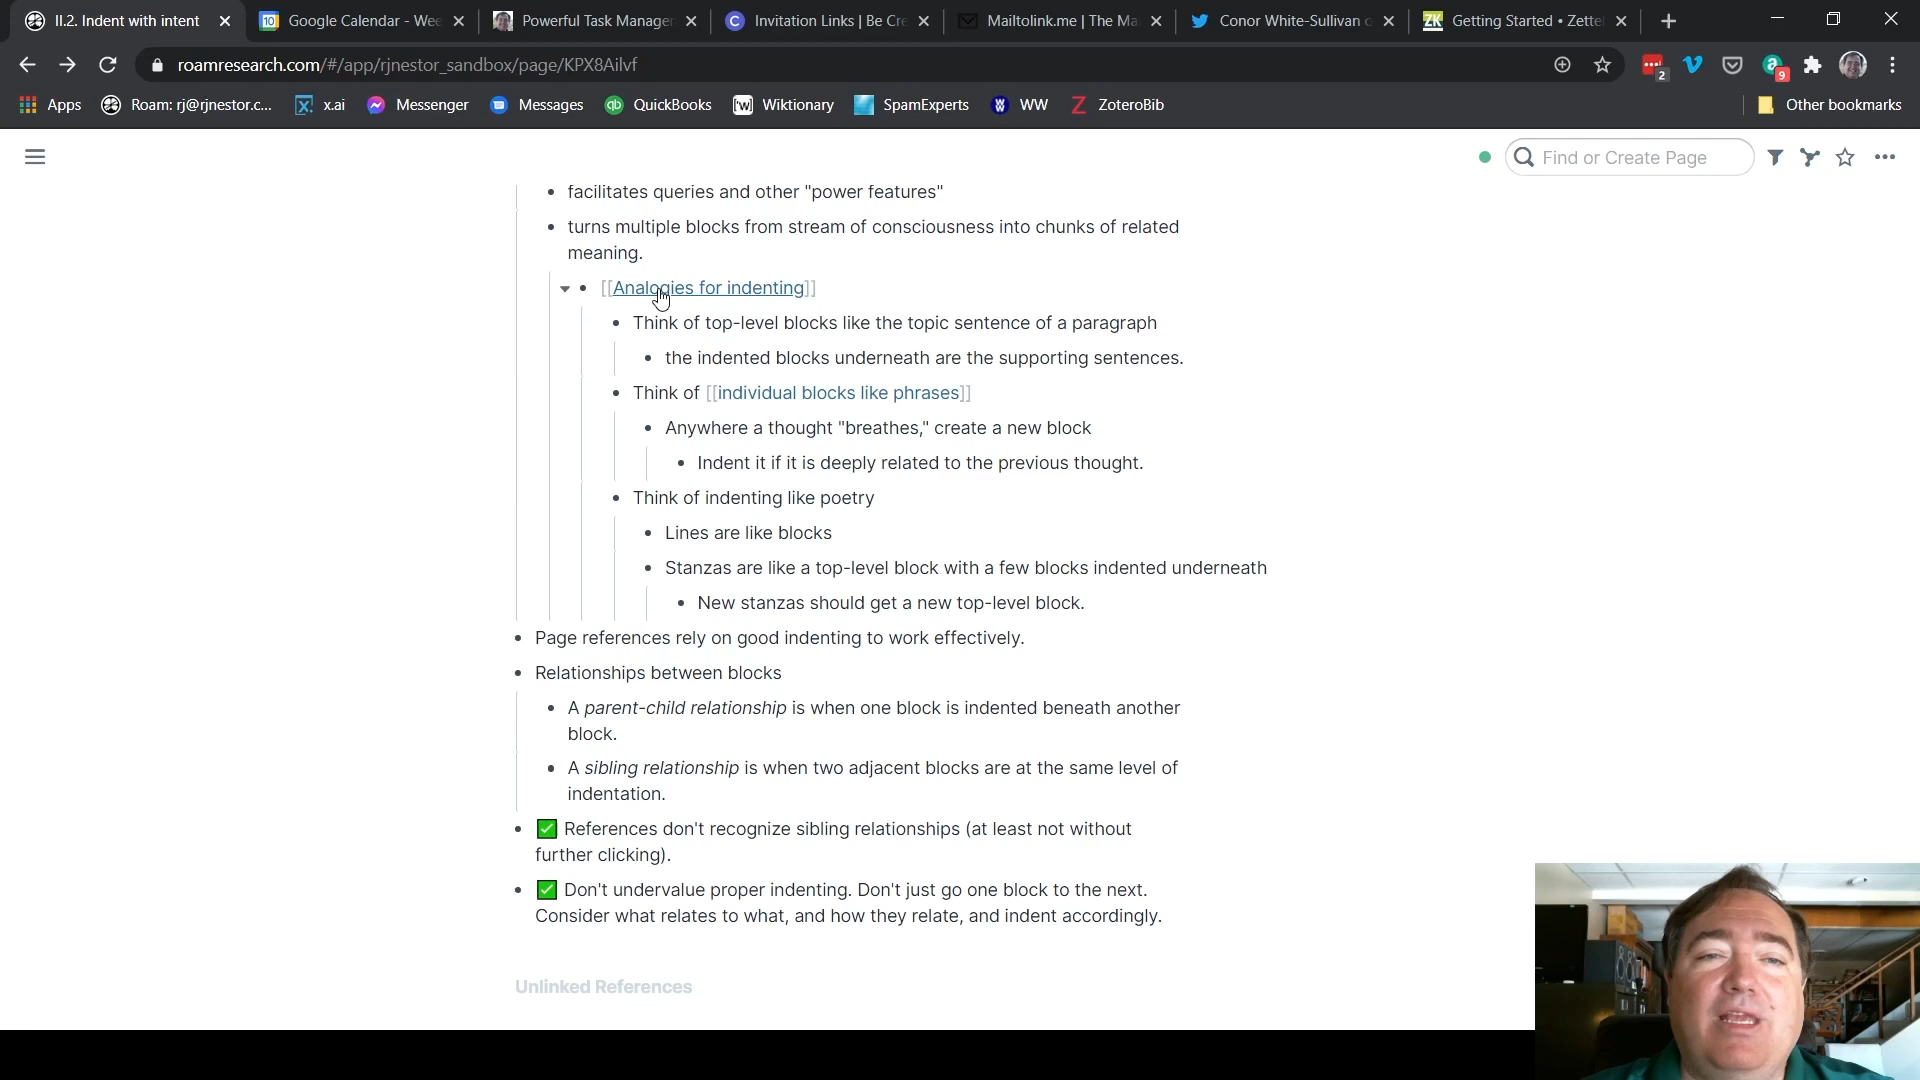 II.2. Indent with intent
Google Calendar - Wee
Powerful Task Manager
Invitation Links | Be Cre
Mailtolink.me | The Ma
Conor White-Sullivan o
Getting Started • Zette
roamresearch.com/#/app/rjnestor_sandbox/page/KPX8Ailvf
2
9
Apps
Roam: rj@rjnestor.c...
x.ai
Messenger
Messages
QuickBooks
Wiktionary
SpamExperts
WW
ZoteroBib
Other bookmarks
Find or Create Page
• facilitates queries and other "power features"
• turns multiple blocks from stream of consciousness into chunks of related
meaning.
• [[Analogies for indenting]]
• Think of top-level blocks like the topic sentence of a paragraph
• the indented blocks underneath are the supporting sentences.
• Think of [[individual blocks like phrases]]
• Anywhere a thought "breathes," create a new block
• Indent it if it is deeply related to the previous thought.
• Think of indenting like poetry
• Lines are like blocks
• Stanzas are like a top-level block with a few blocks indented underneath
• New stanzas should get a new top-level block.
• Page references rely on good indenting to work effectively.
• Relationships between blocks
• A parent-child relationship is when one block is indented beneath another
block.
• A sibling relationship is when two adjacent blocks are at the same level of
indentation.
• ✅ References don't recognize sibling relationships (at least not without
further clicking).
• ✅ Don't undervalue proper indenting. Don't just go one block to the next.
Consider what relates to what, and how they relate, and indent accordingly.
Unlinked References